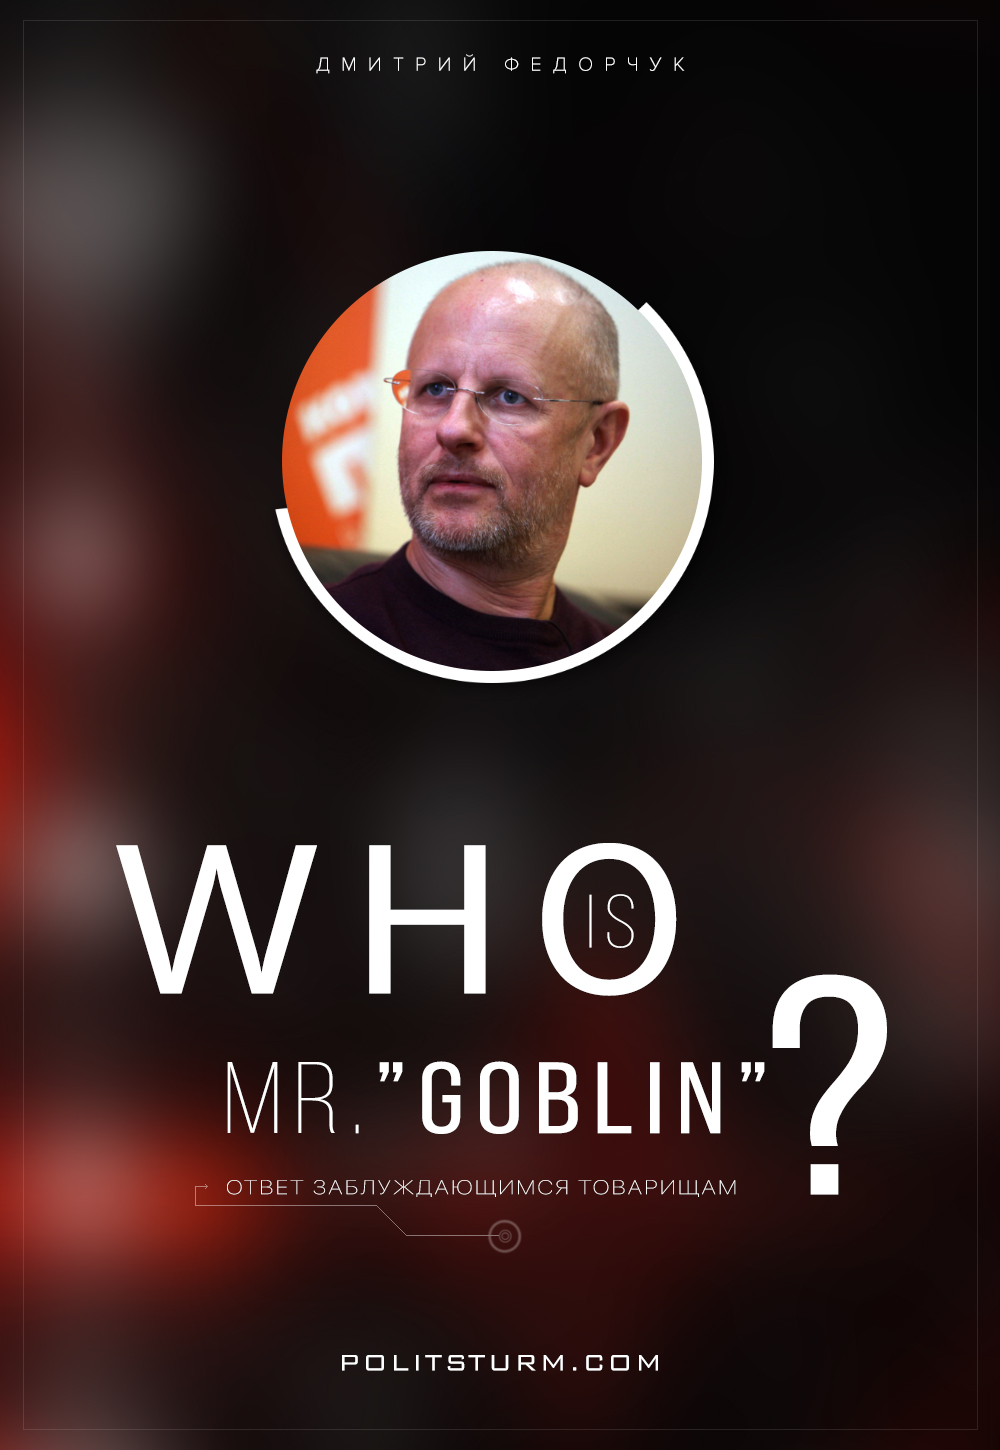 ДМИТРИЙ ФЕДОРЧУК
WHO
IS
MR. "GOBLIN"?
ОТВЕТ ЗАБЛУЖДАЮЩИМСЯ ТОВАРИЩАМ
POLITSTURM.COM